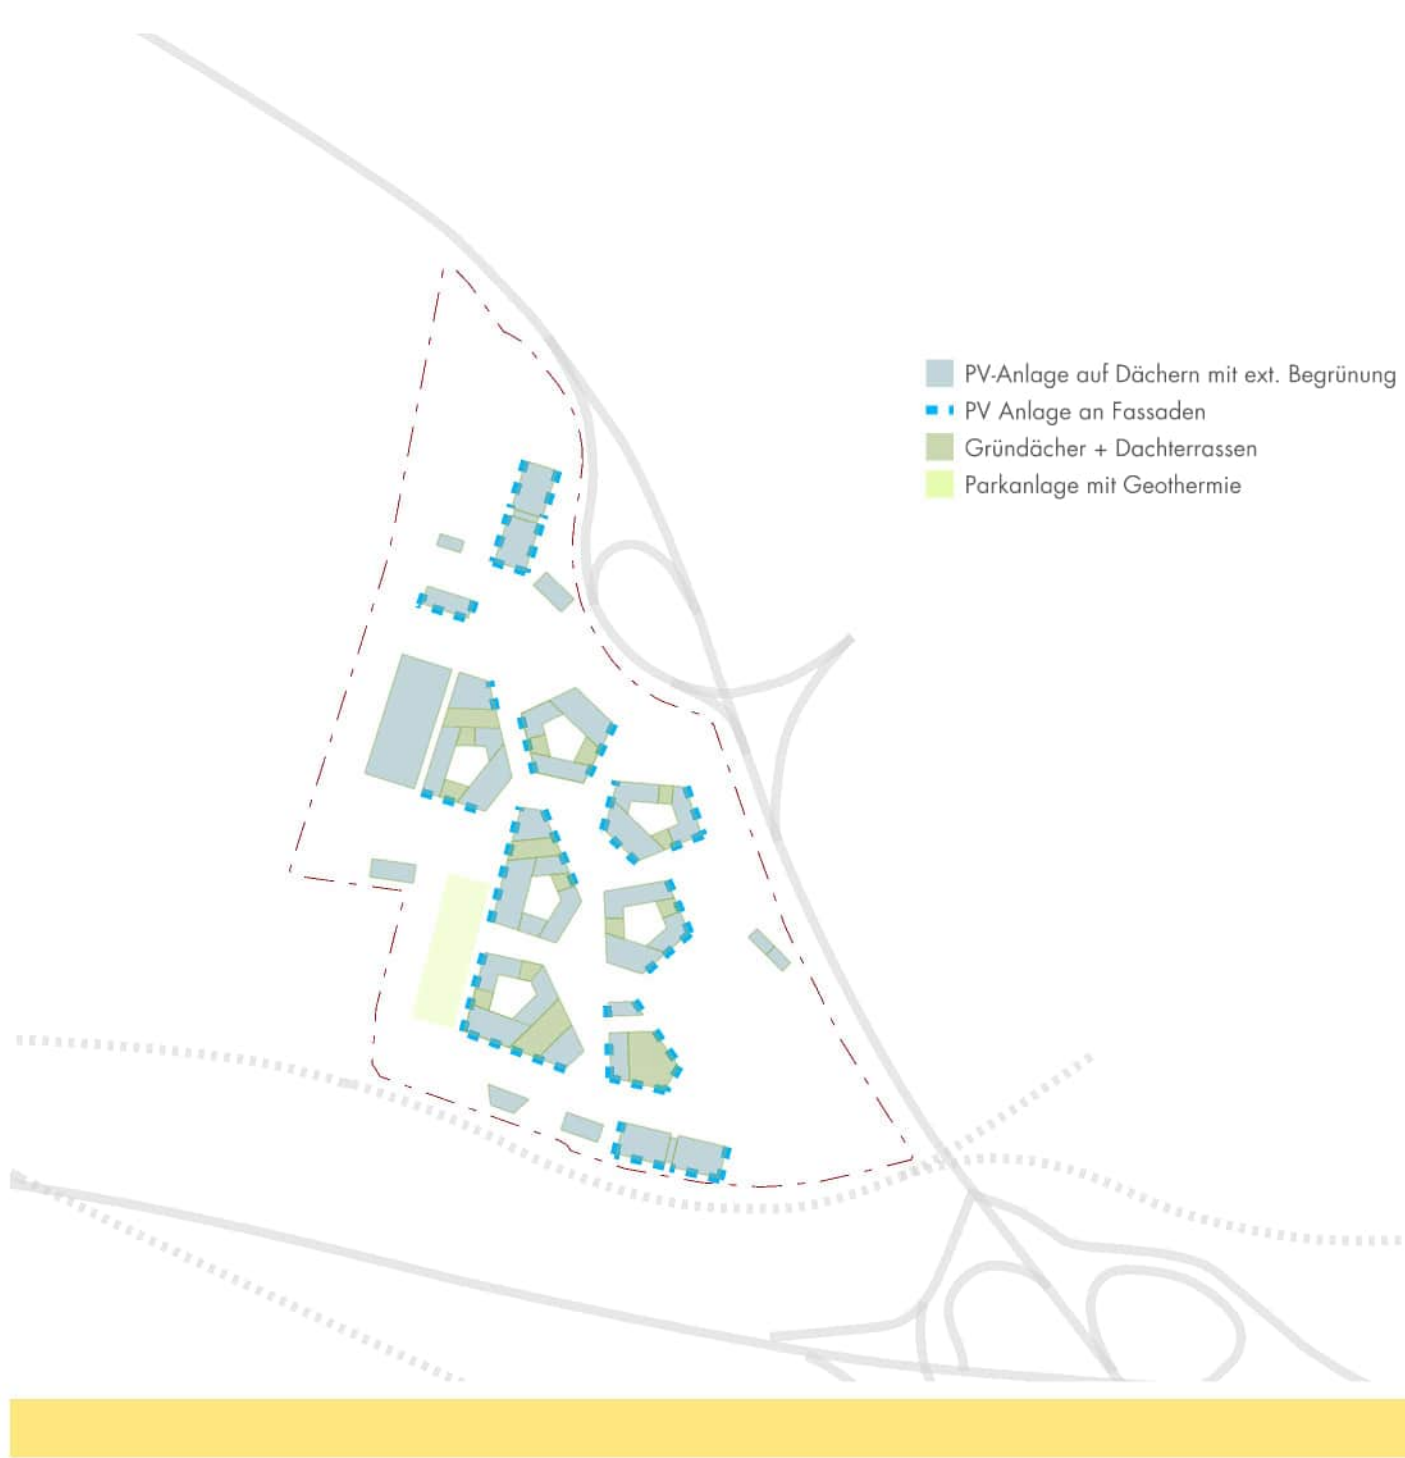 PV-Anlage auf Dächern mit ext. Begrünung
PV Anlage an Fassaden
Gründächer + Dachterrassen
Parkanlage mit Geothermie